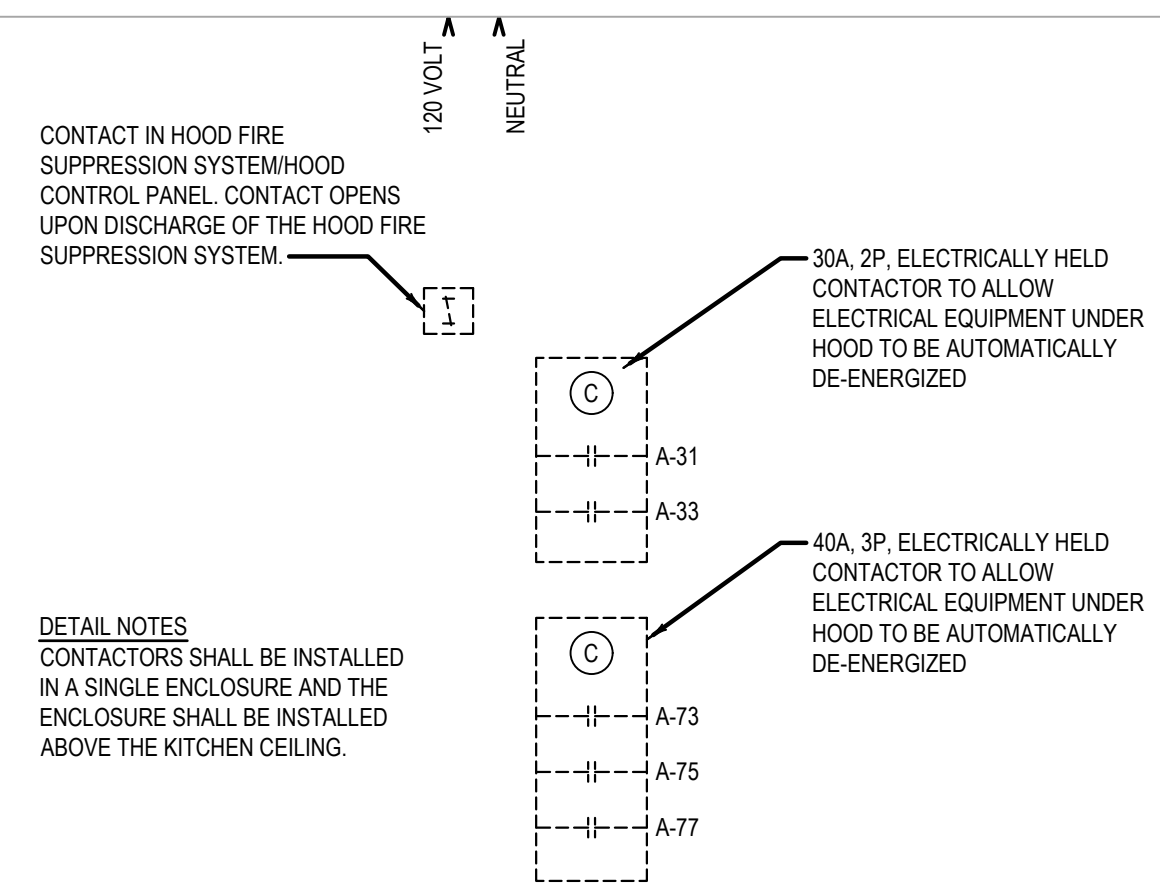 120 VOLT
NEUTRAL
CONTACT IN HOOD FIRE
SUPPRESSION SYSTEM/HOOD
CONTROL PANEL. CONTACT OPENS
UPON DISCHARGE OF THE HOOD FIRE
SUPPRESSION SYSTEM.
30A, 2P, ELECTRICALLY HELD
CONTACTOR TO ALLOW
ELECTRICAL EQUIPMENT UNDER
HOOD TO BE AUTOMATICALLY
DE-ENERGIZED
C
A-31
A-33
40A, 3P, ELECTRICALLY HELD
CONTACTOR TO ALLOW
ELECTRICAL EQUIPMENT UNDER
HOOD TO BE AUTOMATICALLY
DE-ENERGIZED
C
A-73
A-75
A-77
DETAIL NOTES
CONTACTORS SHALL BE INSTALLED
IN A SINGLE ENCLOSURE AND THE
ENCLOSURE SHALL BE INSTALLED
ABOVE THE KITCHEN CEILING.